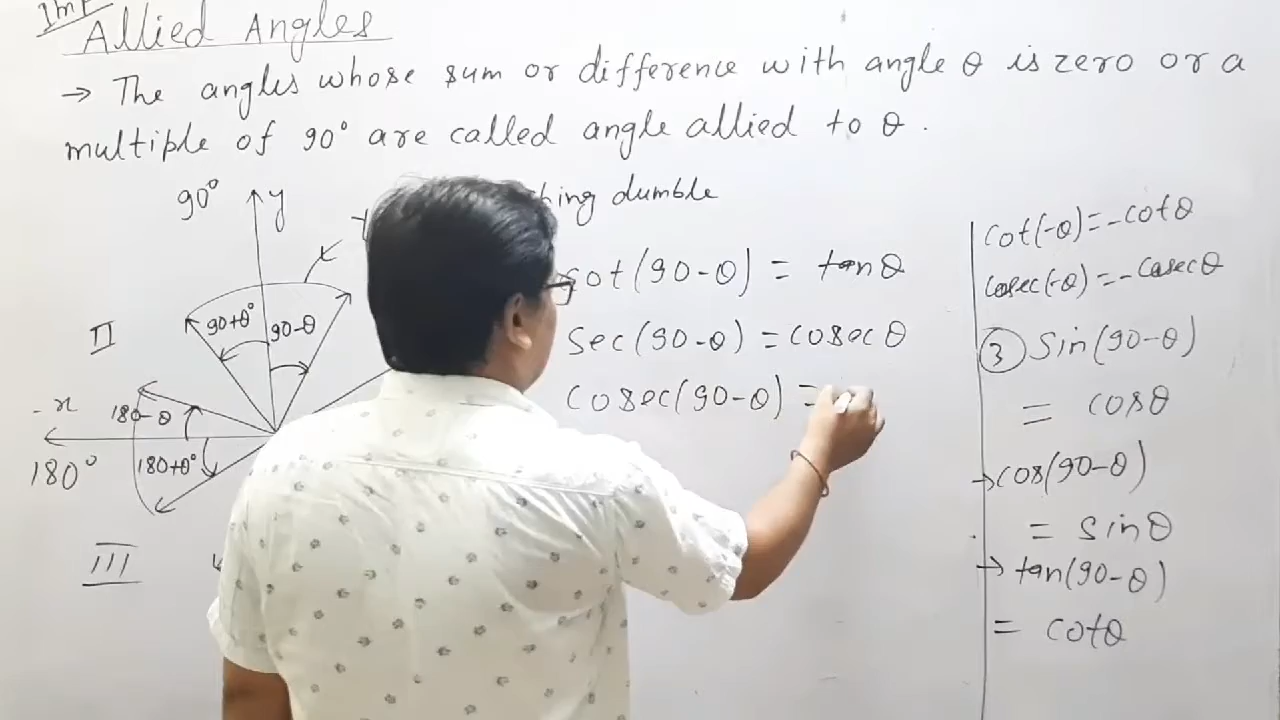 Imp
Allied Angles
→ The angles whose sum or difference with angle θ is zero or a
multiple of 90° are called angle allied to θ.
dumble
90°
y
90+θ°
90-θ
II
-x
180-θ
180°
180+θ°
III
cot(90-θ) = tanθ
sec(90-θ) = cosecθ
cosec(90-θ) =
cot(-θ)=-cotθ
cosec(-θ)=-cosecθ
③ sin(90-θ)
= cosθ
→cos(90-θ)
= sinθ
→ tan(90-θ)
= cotθ